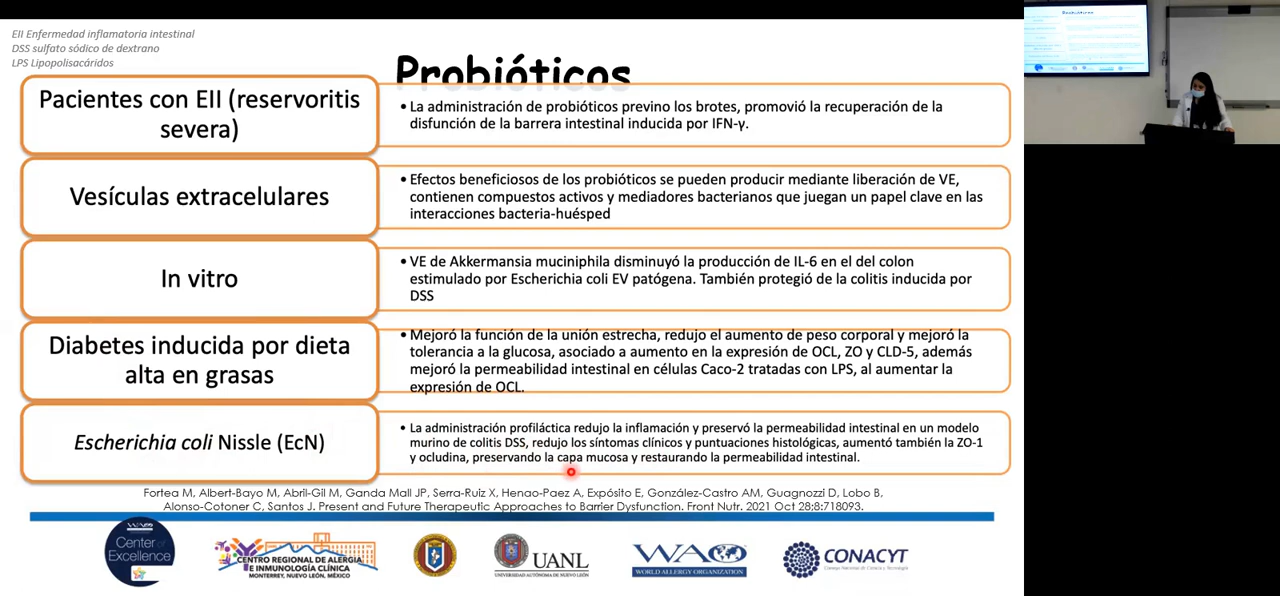 EII Enfermedad inflamatoria intestinal
DSS sulfato sódico de dextrano
LPS Lipopolisacáridos
Probióticos
Pacientes con EII (reservoritis
severa)
• La administración de probióticos previno los brotes, promovió la recuperación de la
disfunción de la barrera intestinal inducida por IFN-γ.
Vesículas extracelulares
• Efectos beneficiosos de los probióticos se pueden producir mediante liberación de VE,
contienen compuestos activos y mediadores bacterianos que juegan un papel clave en las
interacciones bacteria-huésped
In vitro
• VE de Akkermansia muciniphila disminuyó la producción de IL-6 en el del colon
estimulado por Escherichia coli EV patógena. También protegió de la colitis inducida por
DSS
Diabetes inducida por dieta
alta en grasas
• Mejoró la función de la unión estrecha, redujo el aumento de peso corporal y mejoró la
tolerancia a la glucosa, asociado a aumento en la expresión de OCL, ZO y CLD-5, además
mejoró la permeabilidad intestinal en células Caco-2 tratadas con LPS, al aumentar la
expresión de OCL.
Escherichia coli Nissle (EcN)
• La administración profiláctica redujo la inflamación y preservó la permeabilidad intestinal en un modelo
murino de colitis DSS, redujo los síntomas clínicos y puntuaciones histológicas, aumentó también la ZO-1
y ocludina, preservando la capa mucosa y restaurando la permeabilidad intestinal.
Fortea M, Albert-Bayo M, Abril-Gil M, Ganda Mall JP, Serra-Ruiz X, Henao-Paez A, Expósito E, González-Castro AM, Guagnozzi D, Lobo B,
Alonso-Cotoner C, Santos J. Present and Future Therapeutic Approaches to Barrier Dysfunction. Front Nutr. 2021 Oct 28;8:718093.
WAO
Center of
Excellence
CENTRO REGIONAL DE ALERGIA
E INMUNOLOGÍA CLÍNICA
MONTERREY, NUEVO LEÓN, MÉXICO
UANL
UNIVERSIDAD AUTÓNOMA DE NUEVO LEÓN
WAO
WORLD ALLERGY ORGANIZATION
CONACYT
Consejo Nacional de Ciencia y Tecnología